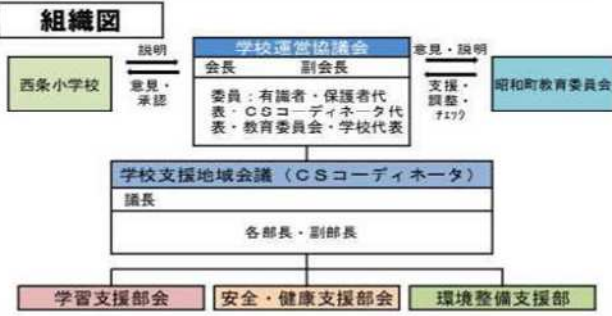 組織図
説明
意見・
承認
西条小学校
学校運営協議会
会長 副会長
委員：有識者・保護者代
表・ＣＳコーディネータ代
表・教育委員会・学校代表
意見・説明
支援・
調整・
チェック
昭和町教育委員会
学校支援地域会議（ＣＳコーディネータ）
議長
各部長・副部長
学習支援部会
安全・健康支援部会
環境整備支援部